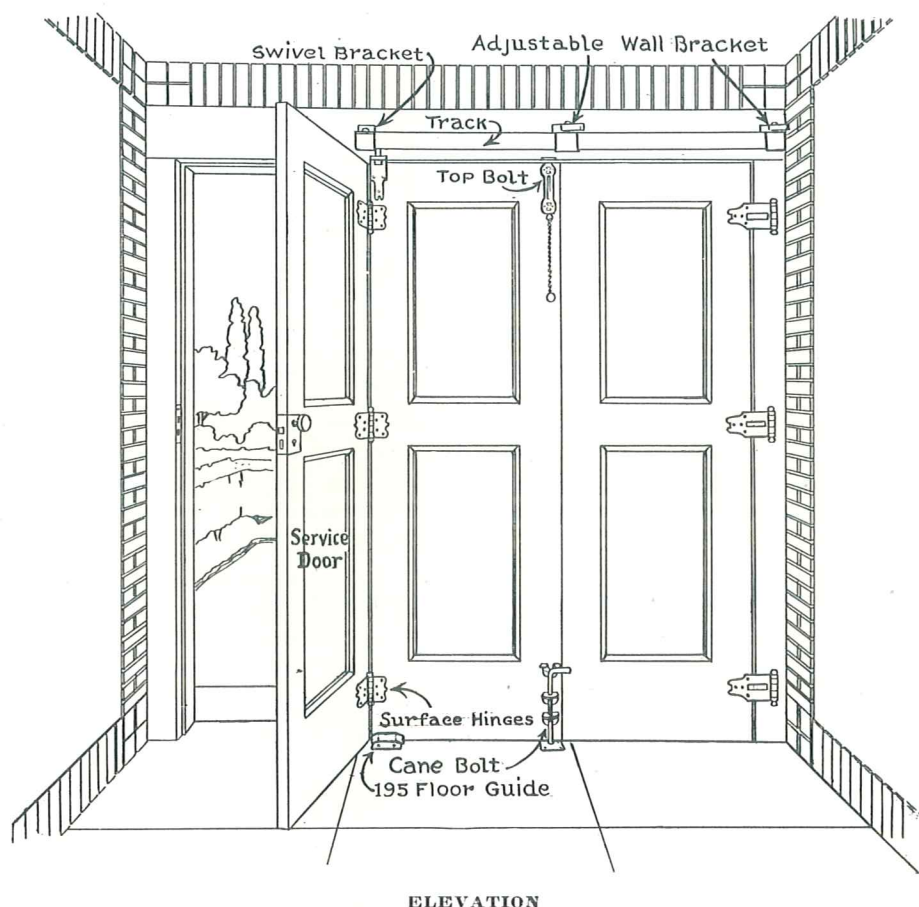 Swivel Bracket
Adjustable Wall Bracket
Track
Top Bolt
Service
Door
Surface Hinges
Cane Bolt
195 Floor Guide
ELEVATION